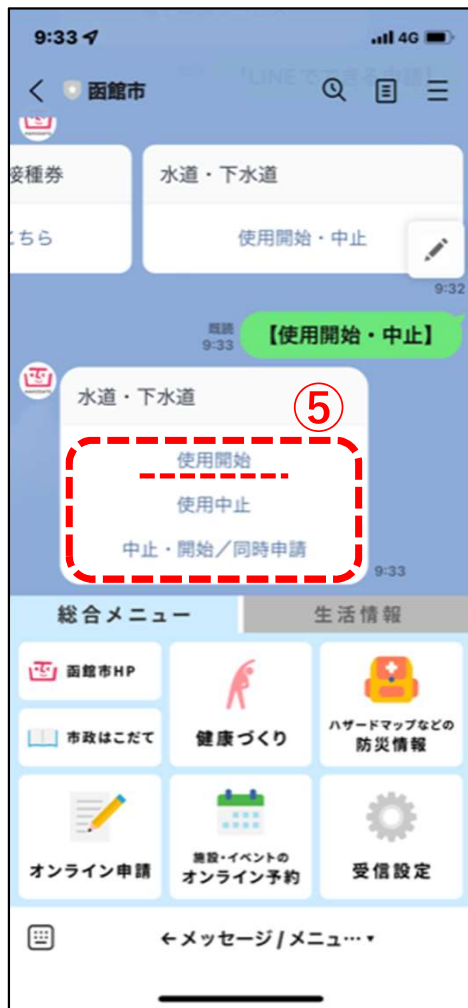 9:33
4G
函館市
接種券
水道・下水道
こちら
使用開始・中止
9:32
既読
9:33
【使用開始・中止】
水道・下水道
⑤
使用開始
使用中止
中止・開始/同時申請
9:33
総合メニュー
生活情報
函館市HP
市政はこだて
健康づくり
ハザードマップなどの
防災情報
オンライン申請
施設・イベントの
オンライン予約
受信設定
←メッセージ/メニュ…▾